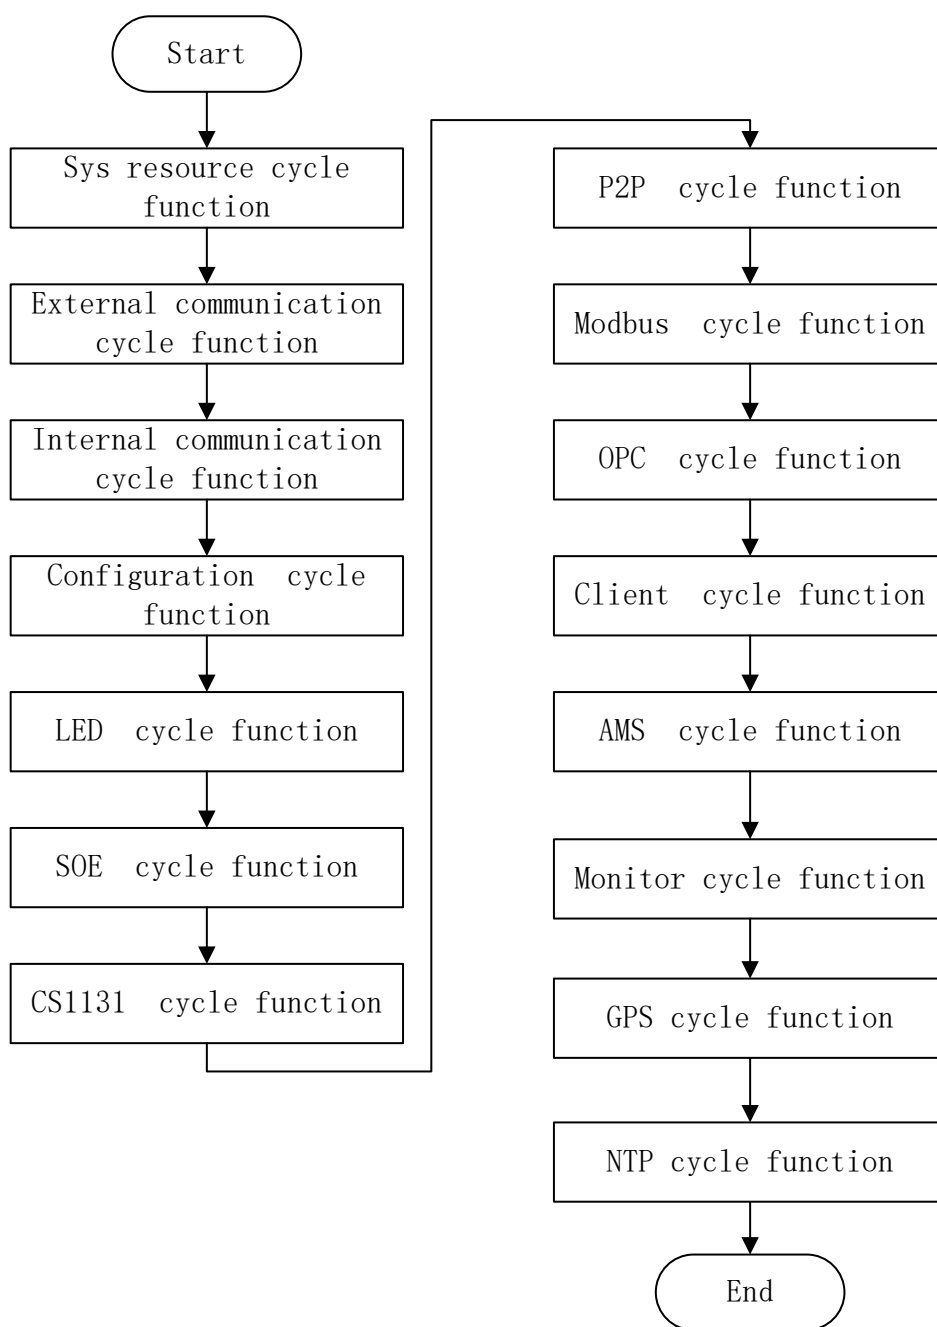 Start
Sys resource cycle
function
External communication
cycle function
Internal communication
cycle function
Configuration cycle
function
LED cycle function
SOE cycle function
CS1131 cycle function
P2P cycle function
Modbus cycle function
OPC cycle function
Client cycle function
AMS cycle function
Monitor cycle function
GPS cycle function
NTP cycle function
End